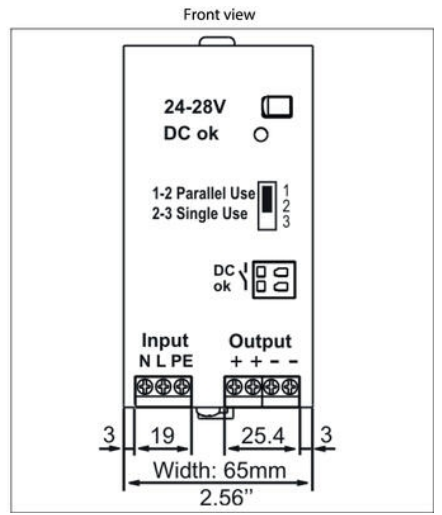 Front view
24-28V
DC ok
1-2 Parallel Use
2-3 Single Use
1
2
3
DC
ok
Input
Output
N L PE
+ + - -
3
19
25.4
3
Width: 65mm
2.56''